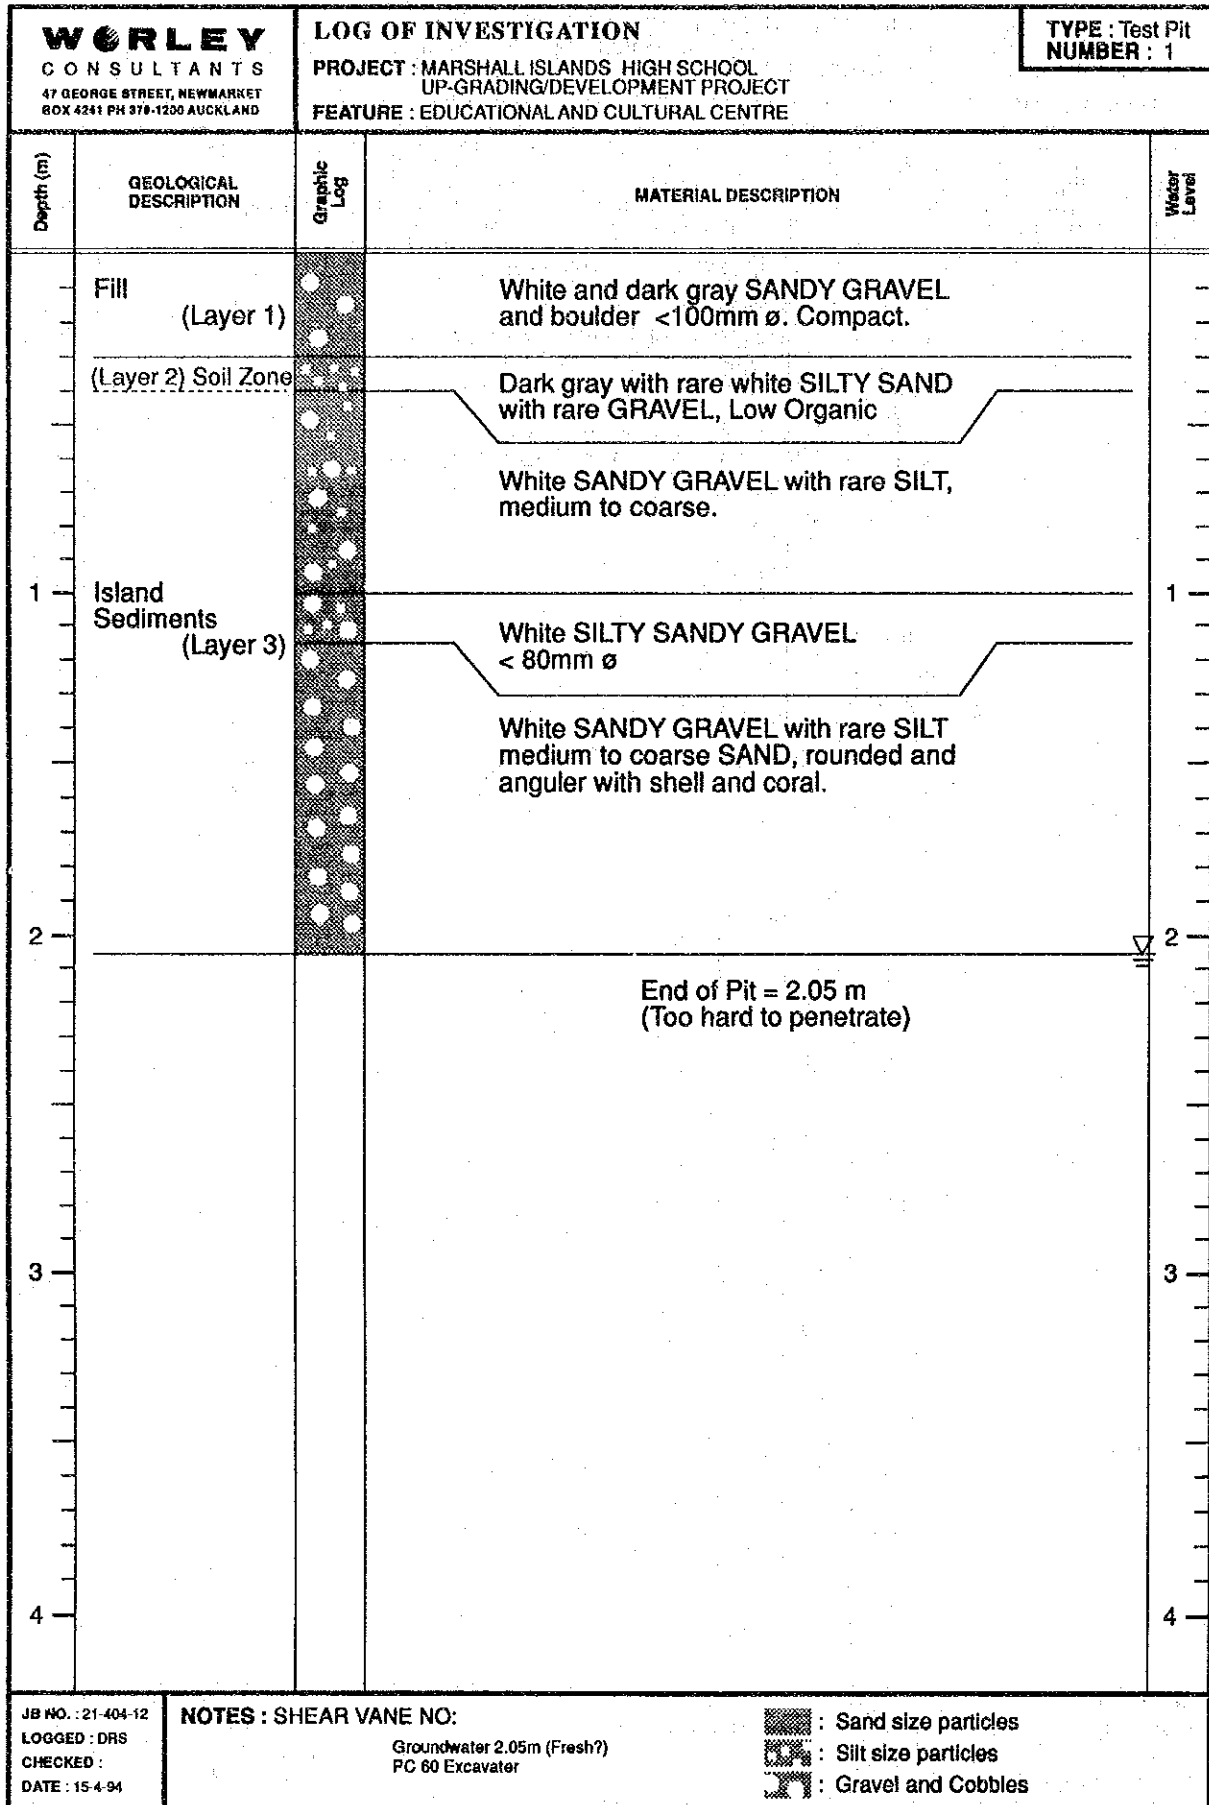 WORLEY
CONSULTANTS
47 GEORGE STREET, NEWMARKET
BOX 4241 PH 379-1200 AUCKLAND
LOG OF INVESTIGATION
PROJECT : MARSHALL ISLANDS HIGH SCHOOL
UP-GRADING/DEVELOPMENT PROJECT
FEATURE : EDUCATIONAL AND CULTURAL CENTRE
TYPE : Test Pit
NUMBER : 1
Depth (m)
GEOLOGICAL
DESCRIPTION
Graphic
Log
MATERIAL DESCRIPTION
Water
Level
Fill
(Layer 1)
White and dark gray SANDY GRAVEL
and boulder <100mm ø. Compact.
(Layer 2) Soil Zone
Dark gray with rare white SILTY SAND
with rare GRAVEL, Low Organic
White SANDY GRAVEL with rare SILT,
medium to coarse.
1
1
Island
Sediments
(Layer 3)
White SILTY SANDY GRAVEL
< 80mm ø
White SANDY GRAVEL with rare SILT
medium to coarse SAND, rounded and
anguler with shell and coral.
2
2
End of Pit = 2.05 m
(Too hard to penetrate)
3
3
4
4
JB NO. : 21-404-12
LOGGED : DRS
CHECKED :
DATE : 15-4-94
NOTES : SHEAR VANE NO:
Groundwater 2.05m (Fresh?)
PC 60 Excavater
: Sand size particles
: Silt size particles
: Gravel and Cobbles